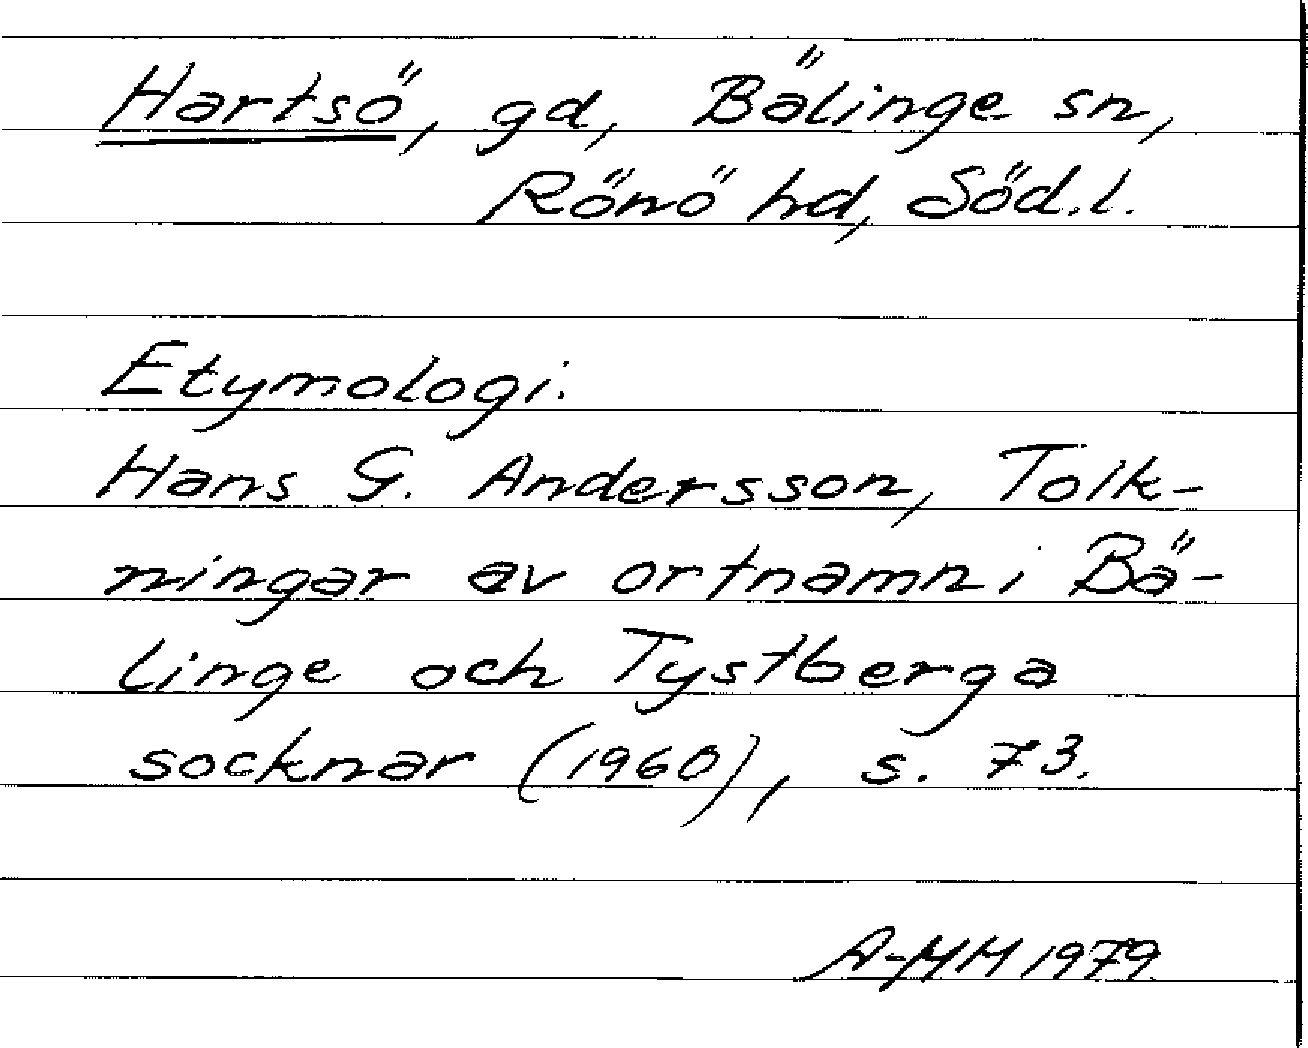 Hartsö, gd, Bälinge sn,
Rönö hd, Söd.l.
Etymologi.
Hans G. Andersson, Tolk-
ningar av ortnamn i Bä-
linge och Tystberga
socknar (1960), s. 73.
A-MM 1979